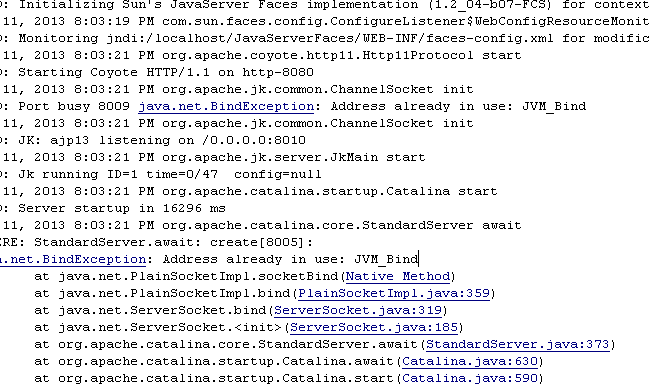 O: Initializing Sun's JavaServer Faces implementation (1.2_04-b07-FCS) for context
11, 2013 8:03:19 PM com.sun.faces.config.ConfigureListener$WebConfigResourceMonit
O: Monitoring jndi:/localhost/JavaServerFaces/WEB-INF/faces-config.xml for modific
11, 2013 8:03:21 PM org.apache.coyote.http11.Http11Protocol start
O: Starting Coyote HTTP/1.1 on http-8080
11, 2013 8:03:21 PM org.apache.jk.common.ChannelSocket init
O: Port busy 8009 java.net.BindException: Address already in use: JVM_Bind
11, 2013 8:03:21 PM org.apache.jk.common.ChannelSocket init
O: JK: ajp13 listening on /0.0.0.0:8010
11, 2013 8:03:21 PM org.apache.jk.server.JkMain start
O: Jk running ID=1 time=0/47  config=null
11, 2013 8:03:21 PM org.apache.catalina.startup.Catalina start
O: Server startup in 16296 ms
11, 2013 8:03:21 PM org.apache.catalina.core.StandardServer await
ERE: StandardServer.await: create[8005]:
a.net.BindException: Address already in use: JVM_Bind
at java.net.PlainSocketImpl.socketBind(Native Method)
at java.net.PlainSocketImpl.bind(PlainSocketImpl.java:359)
at java.net.ServerSocket.bind(ServerSocket.java:319)
at java.net.ServerSocket.<init>(ServerSocket.java:185)
at org.apache.catalina.core.StandardServer.await(StandardServer.java:373)
at org.apache.catalina.startup.Catalina.await(Catalina.java:630)
at org.apache.catalina.startup.Catalina.start(Catalina.java:590)